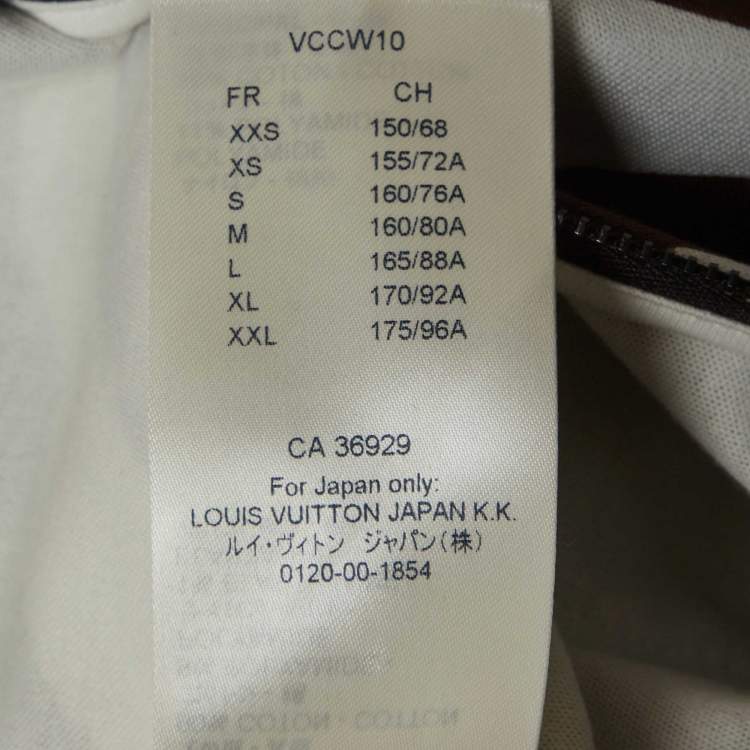 VCCW10
FR CH
XXS 150/68
XS 155/72A
S 160/76A
M 160/80A
L 165/88A
XL 170/92A
XXL 175/96A
CA 36929
For Japan only:
LOUIS VUITTON JAPAN K.K.
ルイ・ヴィトン ジャパン(株)
0120-00-1854